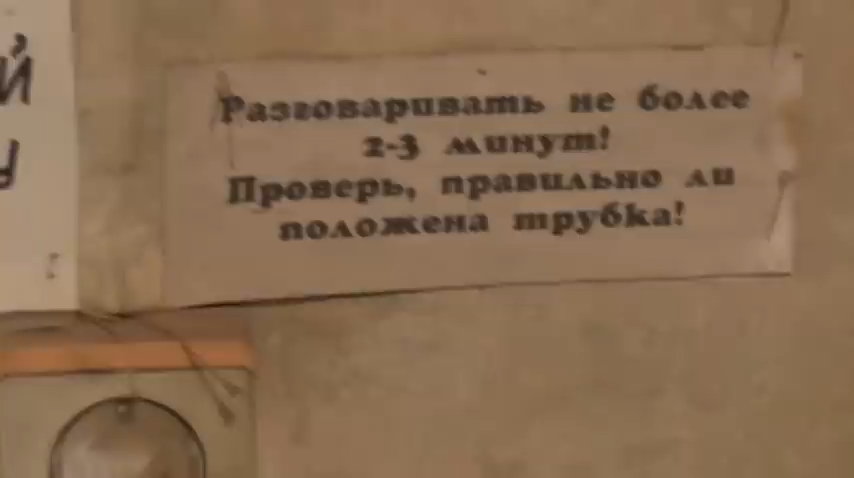 Разговаривать не более
2-3 минут!
Проверь, правильно ли
положена трубка!